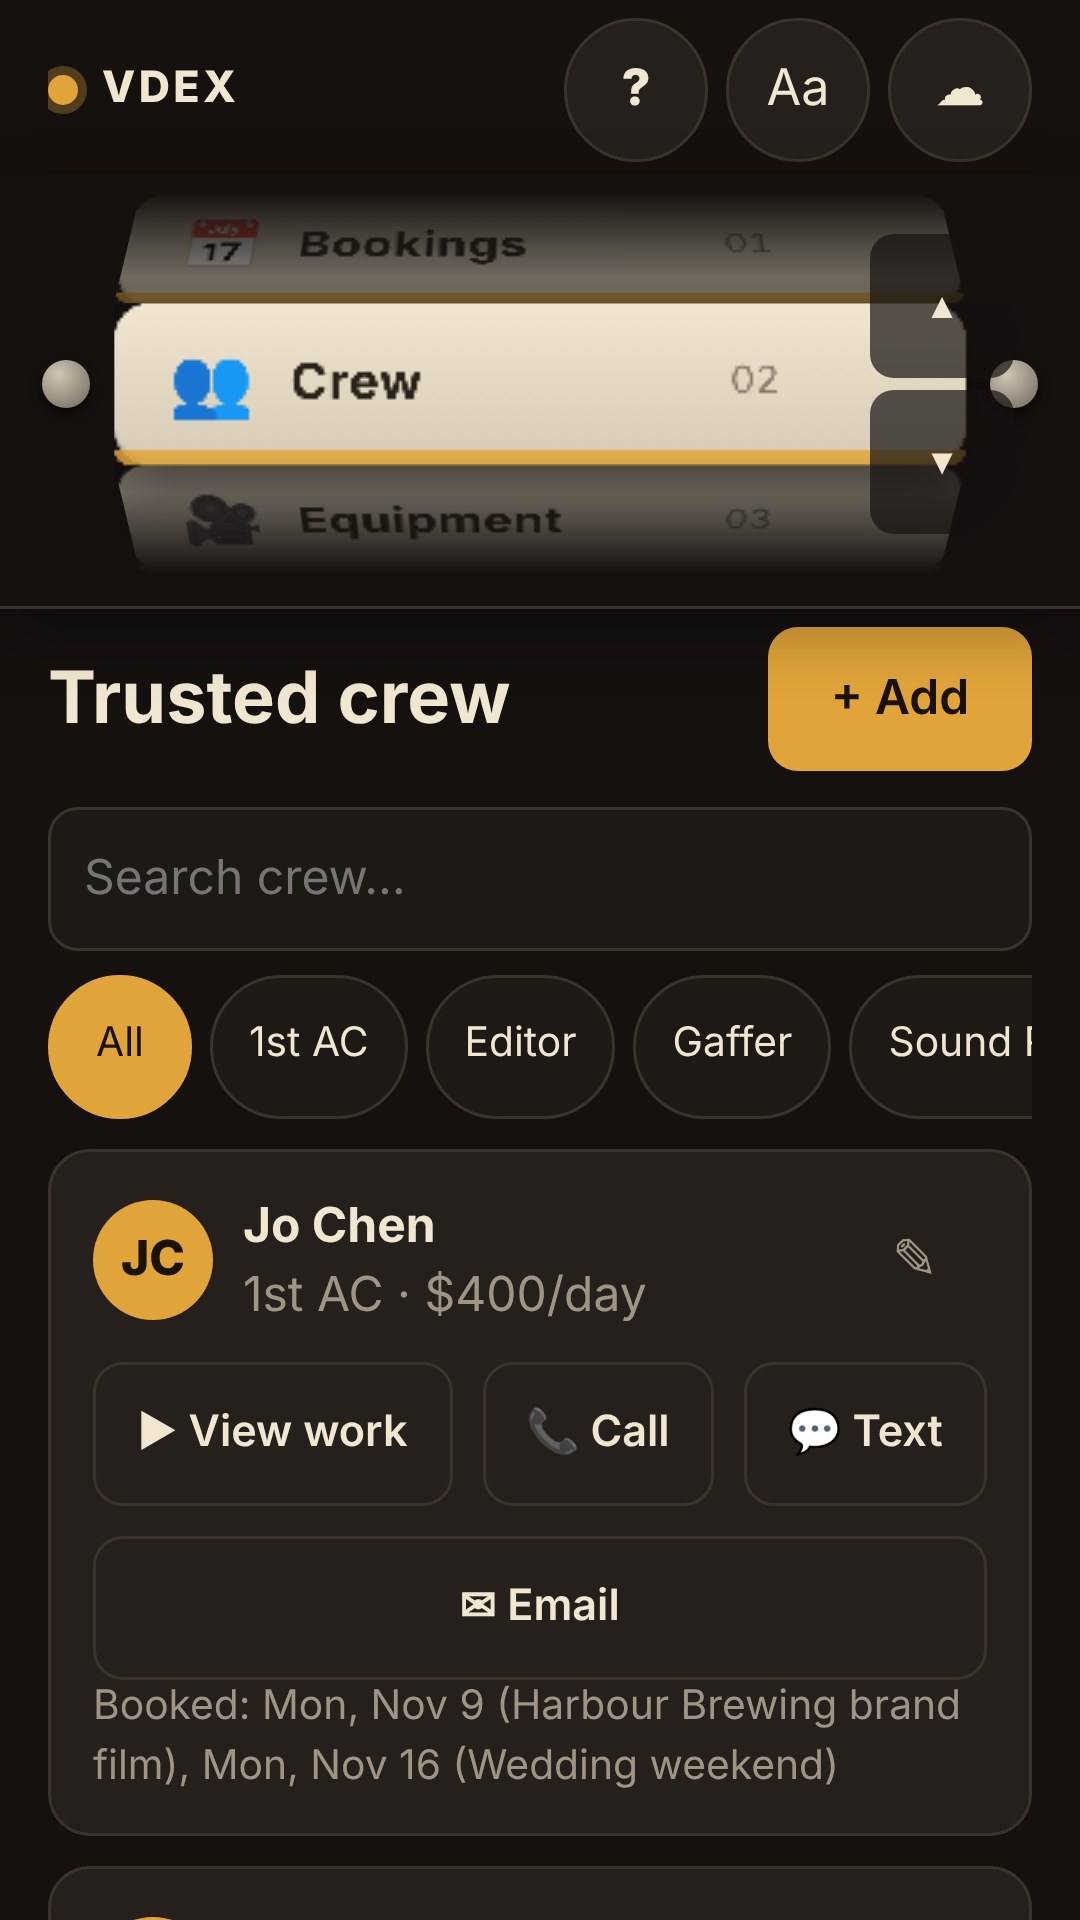 VDEX
?
Aa
July
17
Bookings
01
Crew
02
Equipment
03
Trusted crew
+ Add
Search crew...
All
1st AC
Editor
Gaffer
Sound
JC
Jo Chen
1st AC · $400/day
View work
Call
Text
Email
Booked: Mon, Nov 9 (Harbour Brewing brand
film), Mon, Nov 16 (Wedding weekend)